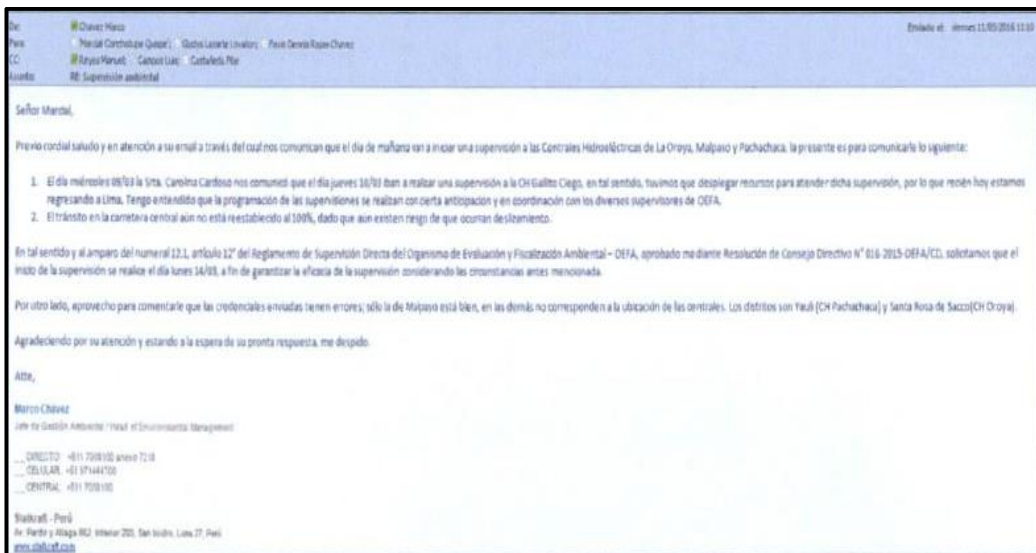 De: Chavez Marco Enviado el: viernes 11/03/2016 11:10
Para: Marcial
CC: Reyes Manuel; Campos Luis; Castañeda Pilar
Asunto: RE: Supervisión ambiental
Señor Marcial,
Previo cordial saludo y en atención a su email a través del cual nos comunican que el día de mañana van a iniciar una supervisión a las Centrales Hidroeléctricas de La Oroya, Malpaso y Pachachaca, la presente es para comunicarle lo siguiente:
1. El día miércoles 09/03 la Srta. Carolina Cardoso nos comunicó que el día jueves 10/03 iban a realizar una supervisión a la CH Gallito Ciego, en tal sentido, tuvimos que desplegar recursos para atender dicha supervisión, por lo que recién hoy estamos
regresando a Lima. Tengo entendido que la programación de las supervisiones se realizan con cierta anticipación y en coordinación con los diversos supervisores de OEFA.
2. El tránsito en la carretera central aún no está reestablecido al 100%, dado que aún existen riesgo de que ocurran deslizamiento.
En tal sentido y al amparo del numeral 12.1, artículo 12° del Reglamento de Supervisión Directa del Organismo de Evaluación y Fiscalización Ambiental – OEFA, aprobado mediante Resolución de Consejo Directivo N° 016-2015-OEFA/CD, solicitamos que el
inicio de la supervisión se realice el día lunes 14/03, a fin de garantizar la eficacia de la supervisión considerando las circunstancias antes mencionada.
Por otro lado, aprovecho para comentarle que las credenciales enviadas tienen errores; sólo la de Malpaso está bien, en las demás no corresponden a la ubicación de las centrales. Los distritos son Yauli (CH Pachachaca) y Santa Rosa de Sacco(CH Oroya).
Agradeciendo por su atención y estando a la espera de su pronta respuesta, me despido.
Atte,
Marco Chávez
Jefe de Gestión Ambiental / Head of Environmental Management
DIRECTO:
CELULAR:
CENTRAL:
Statkraft - Perú
Av. Pardo y Aliaga 652, Interior 203, San Isidro, Lima 27, Perú
www.statkraft.com